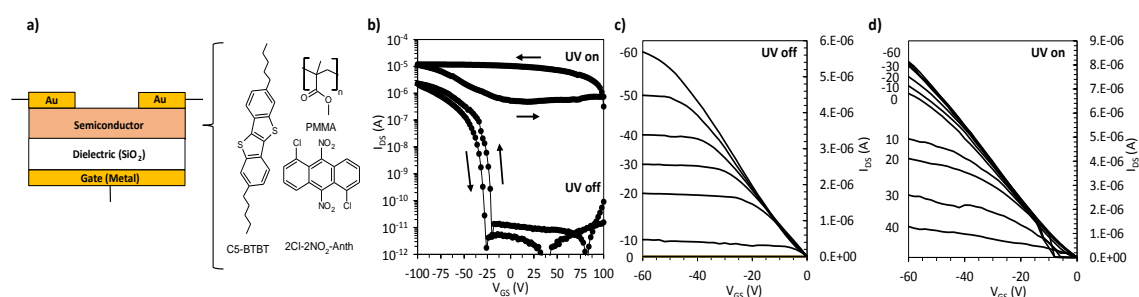 a)
Au
Au
Semiconductor
Dielectric (SiO2)
Gate (Metal)
S
S
C5-BTBT
O
O
n
PMMA
Cl
NO2
NO2
Cl
2Cl-2NO2-Anth
b)
10-4
10-5
10-6
10-7
10-8
10-9
10-10
10-11
10-12
IDS (A)
UV on
UV off
-100 -75 -50 -25 0 25 50 75 100
VGS (V)
c)
UV off
-60
-50
-40
-30
-20
-10
0
-60 -40 -20 0
VGS (V)
6.E-06
5.E-06
4.E-06
3.E-06
2.E-06
1.E-06
0.E+00
IDS (A)
d)
UV on
-60
-30
-20
-10
0
10
20
30
40
-60 -40 -20 0
VGS (V)
9.E-06
8.E-06
7.E-06
6.E-06
5.E-06
4.E-06
3.E-06
2.E-06
1.E-06
0.E+00
IDS (A)